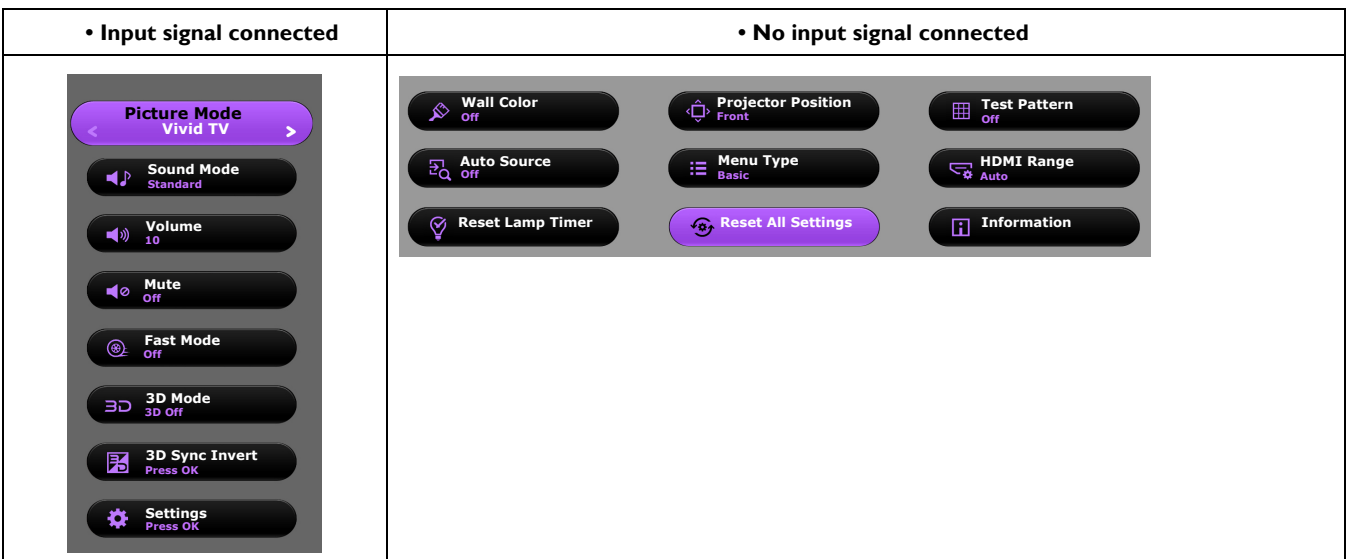 • Input signal connected
• No input signal connected
Picture Mode
< Vivid TV >
Sound Mode
Standard
Volume
10
Mute
Off
Fast Mode
Off
3D Mode
3D Off
3D Sync Invert
Press OK
Settings
Press OK
Wall Color
Off
Projector Position
Front
Test Pattern
Off
Auto Source
Off
Menu Type
Basic
HDMI Range
Auto
Reset Lamp Timer
Reset All Settings
Information